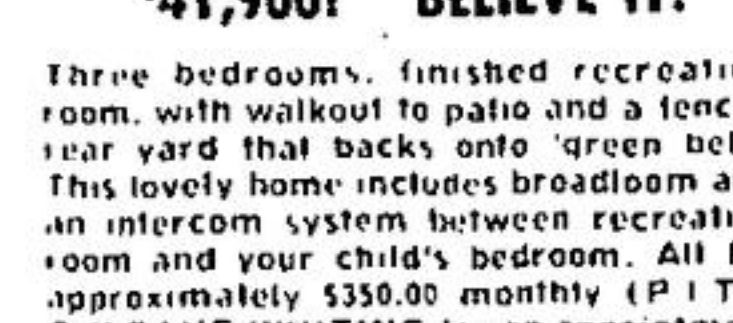 41,900! BELIEVE IT!
Three bedrooms, finished recreati
room, with walkout to patio and a fenc
rear yard that backs onto 'green bel
This lovely home includes broadloom a
an intercom system between recreati
room and your child's bedroom. All
approximately $350.00 monthly (P I T